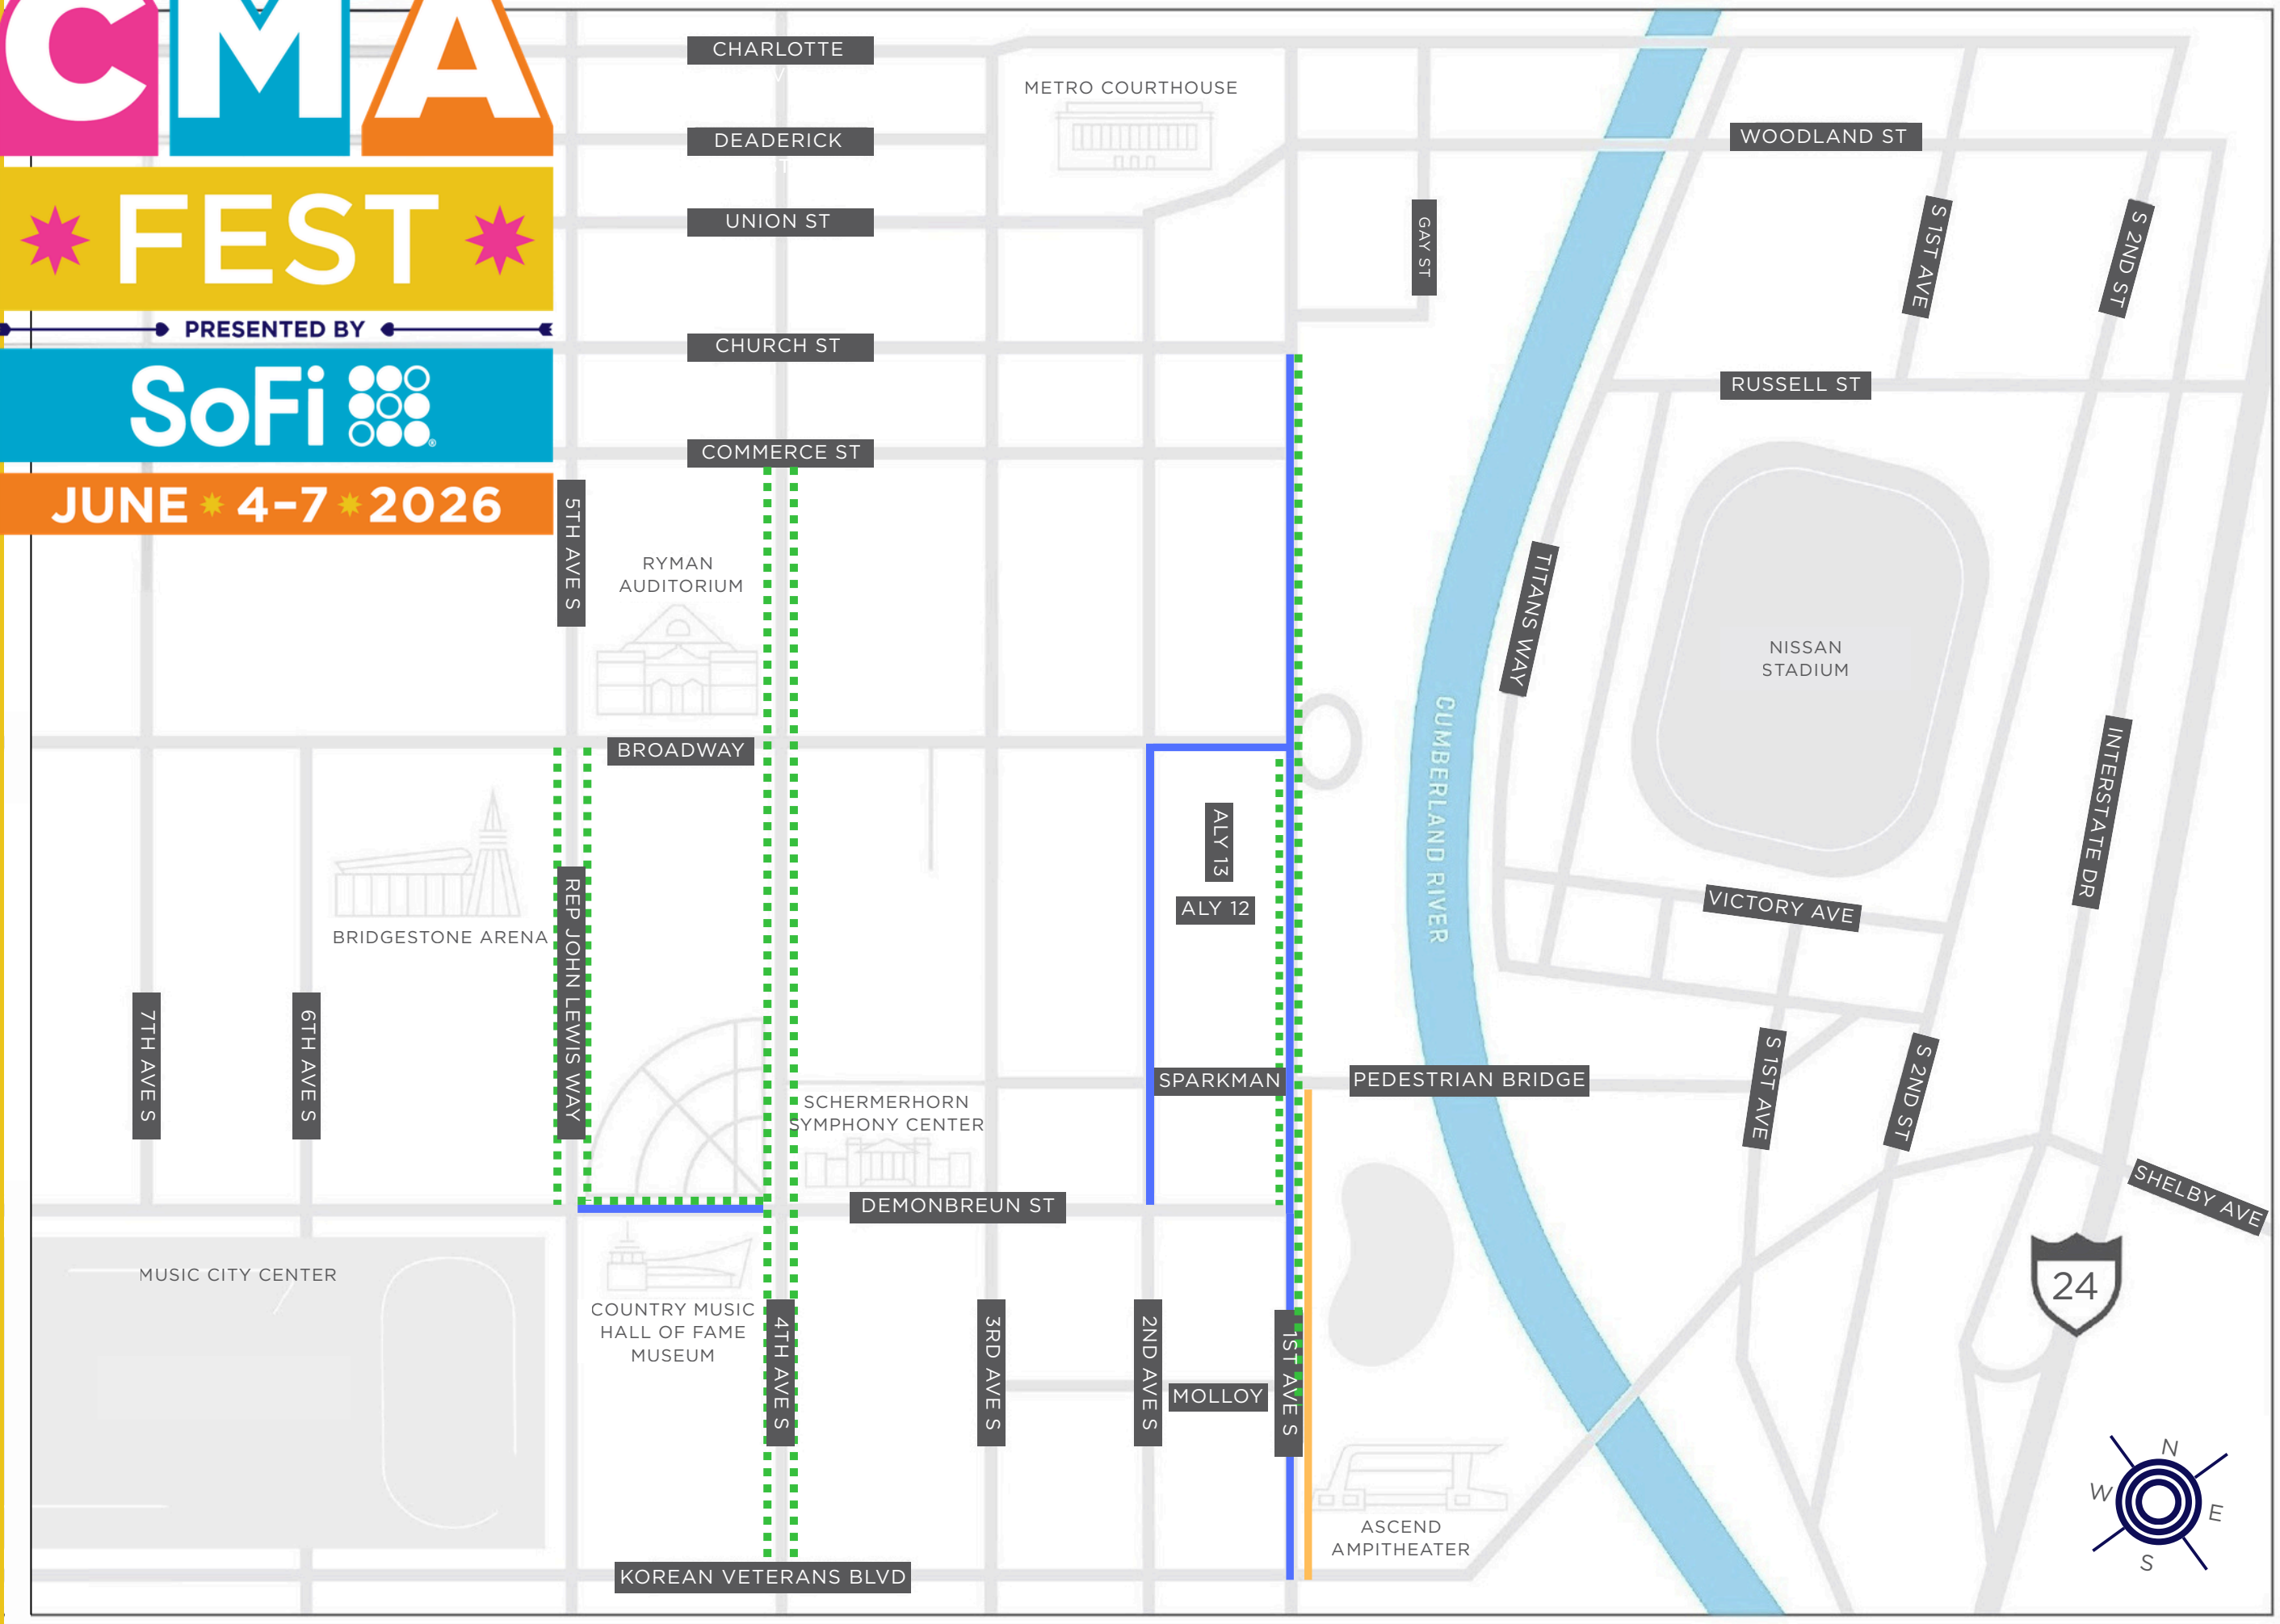 CMA
FEST
PRESENTED BY
SoFi
JUNE 4-7 2026
CHARLOTTE
DEADERICK
UNION ST
CHURCH ST
COMMERCE ST
METRO COURTHOUSE
WOODLAND ST
GAY ST
S 1ST AVE
S 2ND ST
RUSSELL ST
5TH AVE S
RYMAN
AUDITORIUM
TITANS WAY
NISSAN
STADIUM
CUMBERLAND RIVER
INTERSTATE DR
BROADWAY
ALY 13
ALY 12
BRIDGESTONE ARENA
REP JOHN LEWIS WAY
VICTORY AVE
7TH AVE S
6TH AVE S
SPARKMAN
PEDESTRIAN BRIDGE
S 1ST AVE
S 2ND ST
SCHERMERHORN
SYMPHONY CENTER
DEMONBREUN ST
SHELBY AVE
MUSIC CITY CENTER
COUNTRY MUSIC
HALL OF FAME
MUSEUM
4TH AVE S
3RD AVE S
2ND AVE S
1ST AVE S
MOLLOY
24
ASCEND
AMPITHEATER
KOREAN VETERANS BLVD
N
W
E
S